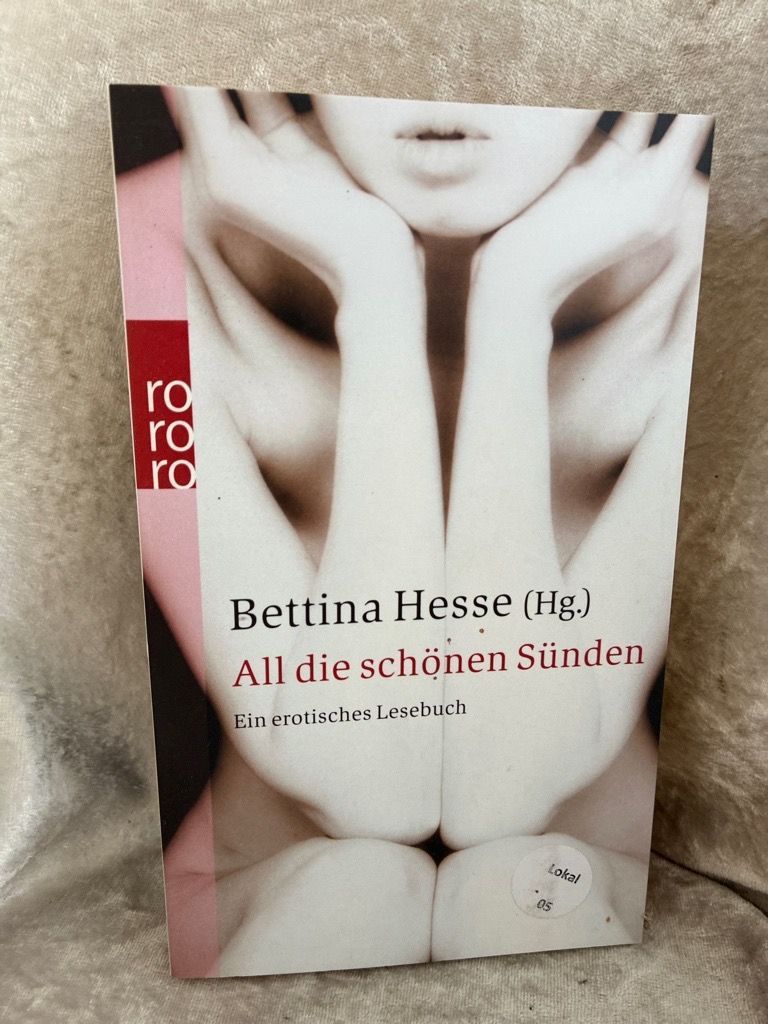 ro
ro
ro
Bettina Hesse (Hg.)
All die schönen Sünden
Ein erotisches Lesebuch
Lokal
05